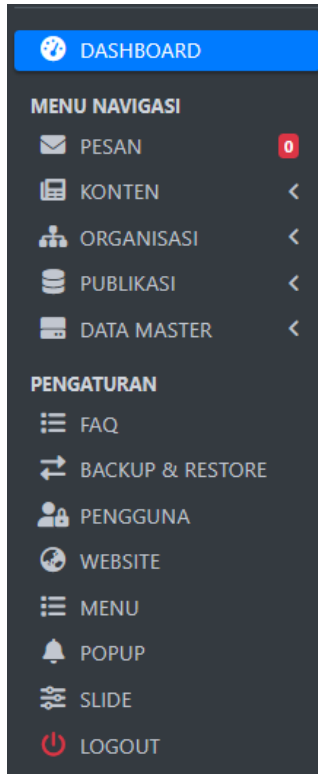 DASHBOARD
MENU NAVIGASI
PESAN 0
KONTEN
ORGANISASI
PUBLIKASI
DATA MASTER
PENGATURAN
FAQ
BACKUP & RESTORE
PENGGUNA
WEBSITE
MENU
POPUP
SLIDE
LOGOUT